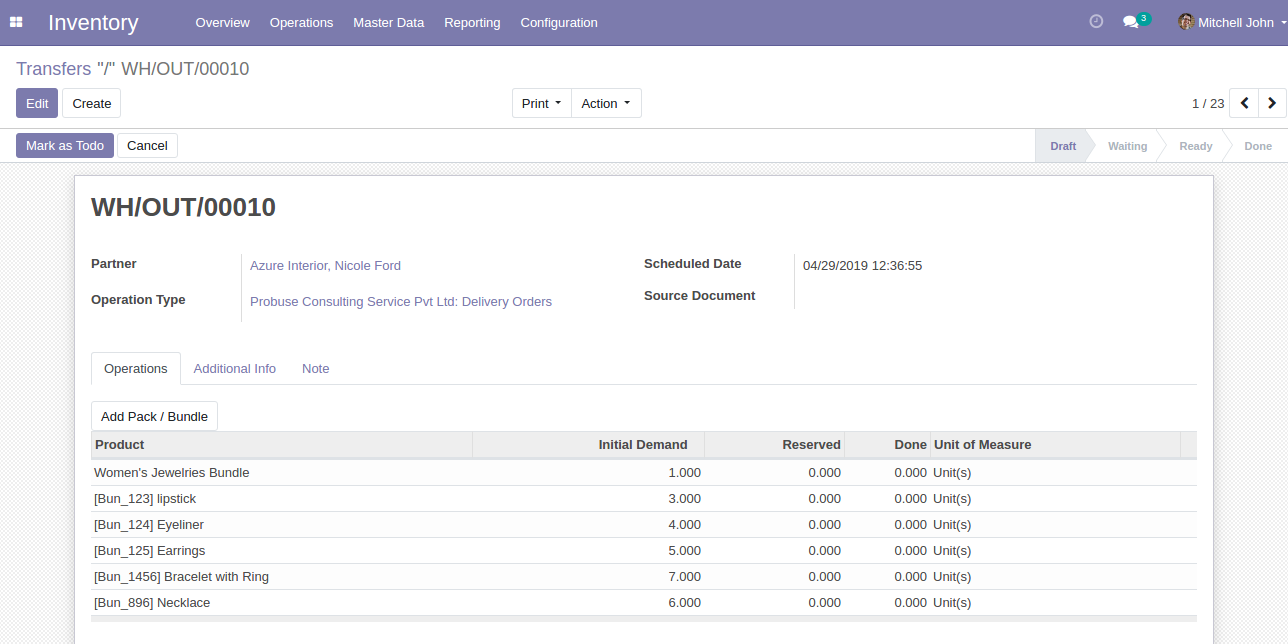 Inventory Overview Operations Master Data Reporting Configuration 3 Mitchell John
Transfers "/" WH/OUT/00010
Edit Create Print Action 1 / 23
Mark as Todo Cancel Draft Waiting Ready Done
WH/OUT/00010
Partner Azure Interior, Nicole Ford Scheduled Date 04/29/2019 12:36:55
Operation Type Probuse Consulting Service Pvt Ltd: Delivery Orders Source Document
Operations Additional Info Note
Add Pack / Bundle
Product Initial Demand Reserved Done Unit of Measure
Women's Jewelries Bundle 1.000 0.000 0.000 Unit(s)
[Bun_123] lipstick 3.000 0.000 0.000 Unit(s)
[Bun_124] Eyeliner 4.000 0.000 0.000 Unit(s)
[Bun_125] Earrings 5.000 0.000 0.000 Unit(s)
[Bun_1456] Bracelet with Ring 7.000 0.000 0.000 Unit(s)
[Bun_896] Necklace 6.000 0.000 0.000 Unit(s)